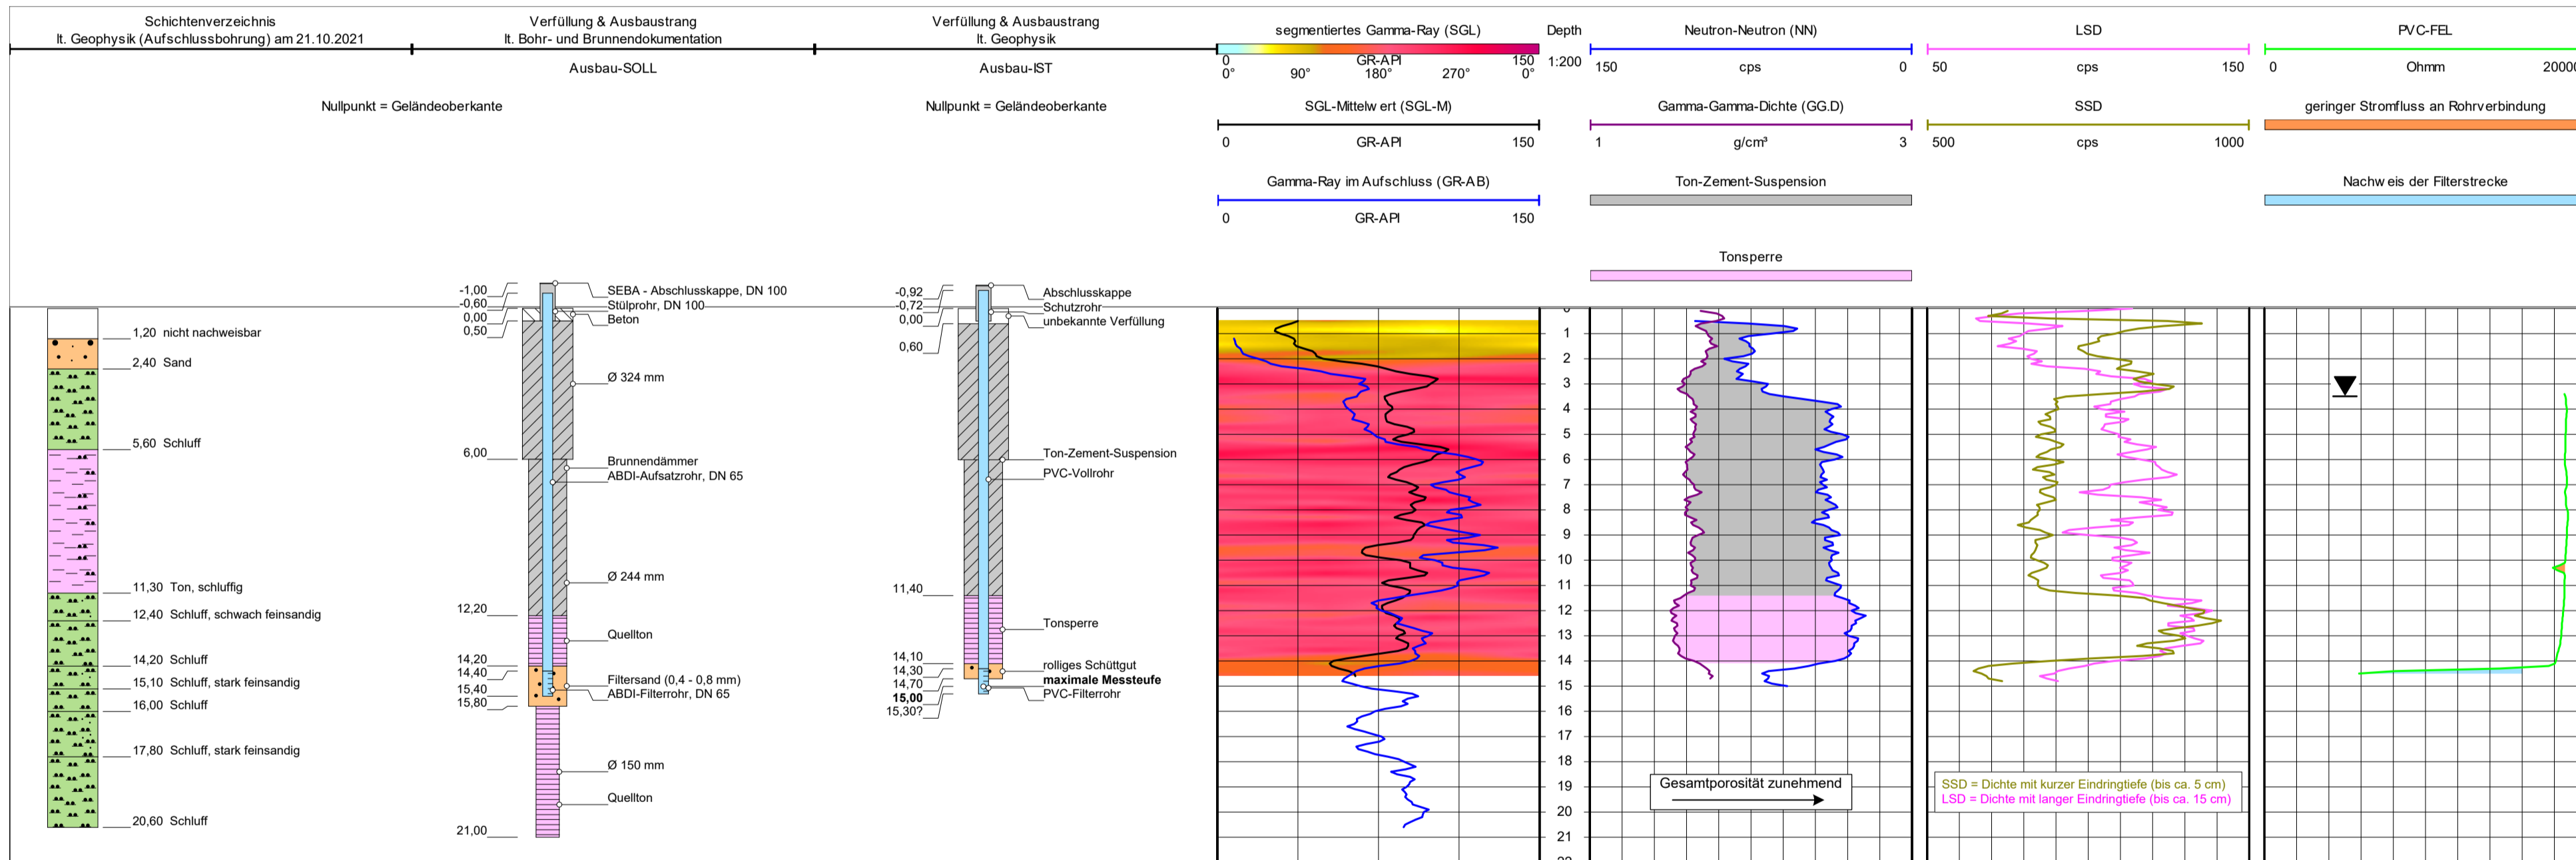 Schichtenverzeichnis
lt. Geophysik (Aufschlussbohrung) am 21.10.2021
Verfüllung & Ausbaustrang
lt. Bohr- und Brunnendokumentation
Ausbau-SOLL
Nullpunkt = Geländeoberkante
Verfüllung & Ausbaustrang
lt. Geophysik
Ausbau-IST
Nullpunkt = Geländeoberkante
segmentiertes Gamma-Ray (SGL)
0 GR-API 150
0° 90° 180° 270° 0°
SGL-Mittelwert (SGL-M)
0 GR-API 150
Gamma-Ray im Aufschluss (GR-AB)
0 GR-API 150
Depth
1:200
Neutron-Neutron (NN)
150 cps 0
Gamma-Gamma-Dichte (GG.D)
1 g/cm³ 3
Ton-Zement-Suspension
Tonsperre
LSD
50 cps 150
SSD
500 cps 1000
PVC-FEL
0 Ohmm 2000
geringer Stromfluss an Rohrverbindung
Nachweis der Filterstrecke
1,20 nicht nachweisbar
2,40 Sand
5,60 Schluff
11,30 Ton, schluffig
12,40 Schluff, schwach feinsandig
14,20 Schluff
15,10 Schluff, stark feinsandig
16,00 Schluff
17,80 Schluff, stark feinsandig
20,60 Schluff
-1,00
-0,60
0,00
0,50
6,00
12,20
14,20
14,40
15,40
15,80
21,00
SEBA - Abschlusskappe, DN 100
Stülprohr, DN 100
Beton
Ø 324 mm
Brunnendämmer
ABDI-Aufsatzrohr, DN 65
Ø 244 mm
Quellton
Filtersand (0,4 - 0,8 mm)
ABDI-Filterrohr, DN 65
Ø 150 mm
Quellton
-0,92
-0,72
0,00
0,60
11,40
14,10
14,30
14,70
15,00
15,30?
Abschlusskappe
Schutzrohr
unbekannte Verfüllung
Ton-Zement-Suspension
PVC-Vollrohr
Tonsperre
rolliges Schüttgut
maximale Messteufe
PVC-Filterrohr
1
2
3
4
5
6
7
8
9
10
11
12
13
14
15
16
17
18
19
20
21
Gesamtporosität zunehmend
SSD = Dichte mit kurzer Eindringtiefe (bis ca. 5 cm)
LSD = Dichte mit langer Eindringtiefe (bis ca. 15 cm)